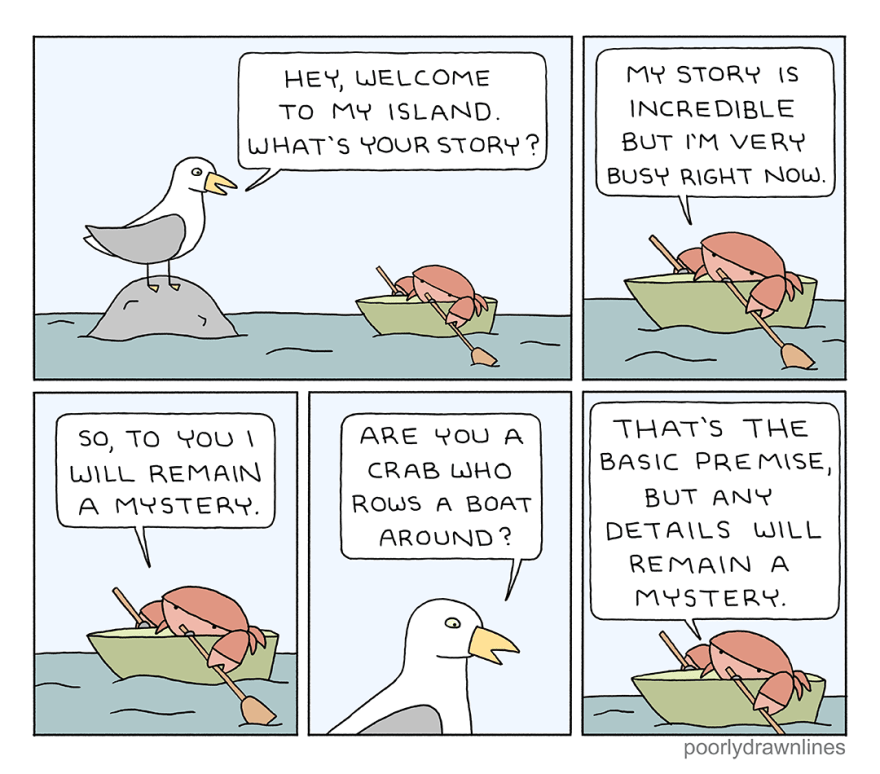 HEY, WELCOME
TO MY ISLAND.
WHAT'S YOUR STORY?
MY STORY IS
INCREDIBLE
BUT I'M VERY
BUSY RIGHT NOW.
SO, TO YOU I
WILL REMAIN
A MYSTERY.
ARE YOU A
CRAB WHO
ROWS A BOAT
AROUND?
THAT'S THE
BASIC PREMISE,
BUT ANY
DETAILS WILL
REMAIN A
MYSTERY.
poorlydrawnlines